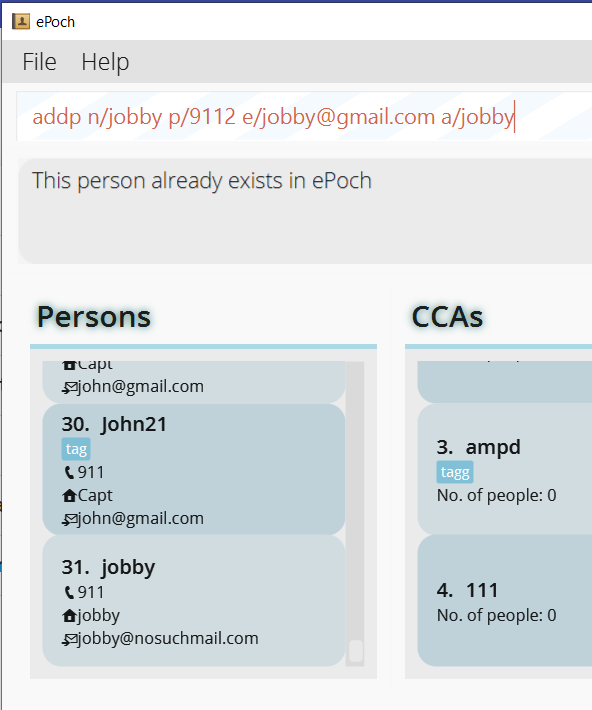 ePoch
File Help
addp n/jobby p/9112 e/jobby@gmail.com a/jobby
This person already exists in ePoch
Persons
Capt
john@gmail.com
30. John21
tag
911
Capt
john@gmail.com
31. jobby
911
jobby
jobby@nosuchmail.com
CCAs
3. ampd
tagg
No. of people: 0
4. 111
No. of people: 0